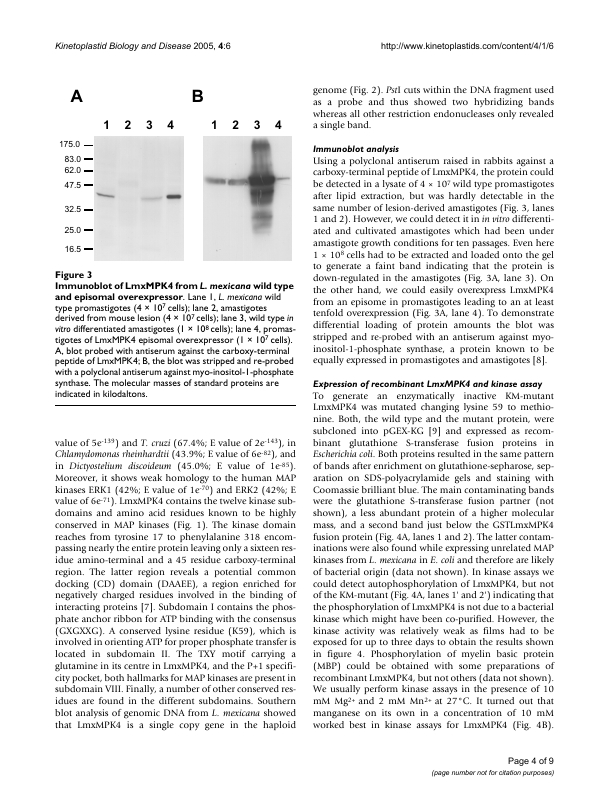 Kinetoplastid Biology and Disease 2005, 4:6
http://www.kinetoplastids.com/content/4/1/6
A
B
1 2 3 4
1 2 3 4
175.0
83.0
62.0
47.5
32.5
25.0
16.5
Figure 3
Immunoblot of LmxMPK4 from L. mexicana wild type
and episomal overexpressor. Lane 1, L. mexicana wild
type promastigotes (4 × 10⁷ cells); lane 2, amastigotes
derived from mouse lesion (4 × 10⁷ cells); lane 3, wild type in
vitro differentiated amastigotes (1 × 10⁸ cells); lane 4, promas-
tigotes of LmxMPK4 episomal overexpressor (1 × 10⁷ cells).
A, blot probed with antiserum against the carboxy-terminal
peptide of LmxMPK4; B, the blot was stripped and re-probed
with a polyclonal antiserum against myo-inositol-1-phosphate
synthase. The molecular masses of standard proteins are
indicated in kilodaltons.
value of 5e⁻¹³⁹) and T. cruzi (67.4%; E value of 2e⁻¹⁴³), in
Chlamydomonas rheinhardtii (43.9%; E value of 6e⁻⁸²), and
in Dictyostelium discoideum (45.0%; E value of 1e⁻⁸⁵).
Moreover, it shows weak homology to the human MAP
kinases ERK1 (42%; E value of 1e⁻⁷⁰) and ERK2 (42%; E
value of 6e⁻⁷¹). LmxMPK4 contains the twelve kinase sub-
domains and amino acid residues known to be highly
conserved in MAP kinases (Fig. 1). The kinase domain
reaches from tyrosine 17 to phenylalanine 318 encom-
passing nearly the entire protein leaving only a sixteen res-
idue amino-terminal and a 45 residue carboxy-terminal
region. The latter region reveals a potential common
docking (CD) domain (DAAEE), a region enriched for
negatively charged residues involved in the binding of
interacting proteins [7]. Subdomain I contains the phos-
phate anchor ribbon for ATP binding with the consensus
(GXGXXG). A conserved lysine residue (K59), which is
involved in orienting ATP for proper phosphate transfer is
located in subdomain II. The TXY motif carrying a
glutamine in its centre in LmxMPK4, and the P+1 specifi-
city pocket, both hallmarks for MAP kinases are present in
subdomain VIII. Finally, a number of other conserved res-
idues are found in the different subdomains. Southern
blot analysis of genomic DNA from L. mexicana showed
that LmxMPK4 is a single copy gene in the haploid
genome (Fig. 2). PstI cuts within the DNA fragment used
as a probe and thus showed two hybridizing bands
whereas all other restriction endonucleases only revealed
a single band.
Immunoblot analysis
Using a polyclonal antiserum raised in rabbits against a
carboxy-terminal peptide of LmxMPK4, the protein could
be detected in a lysate of 4 × 10⁷ wild type promastigotes
after lipid extraction, but was hardly detectable in the
same number of lesion-derived amastigotes (Fig. 3, lanes
1 and 2). However, we could detect it in in vitro differenti-
ated and cultivated amastigotes which had been under
amastigote growth conditions for ten passages. Even here
1 × 10⁸ cells had to be extracted and loaded onto the gel
to generate a faint band indicating that the protein is
down-regulated in the amastigotes (Fig. 3A, lane 3). On
the other hand, we could easily overexpress LmxMPK4
from an episome in promastigotes leading to an at least
tenfold overexpression (Fig. 3A, lane 4). To demonstrate
differential loading of protein amounts the blot was
stripped and re-probed with an antiserum against myo-
inositol-1-phosphate synthase, a protein known to be
equally expressed in promastigotes and amastigotes [8].
Expression of recombinant LmxMPK4 and kinase assay
To generate an enzymatically inactive KM-mutant
LmxMPK4 was mutated changing lysine 59 to methio-
nine. Both, the wild type and the mutant protein, were
subcloned into pGEX-KG [9] and expressed as recom-
binant glutathione S-transferase fusion proteins in
Escherichia coli. Both proteins resulted in the same pattern
of bands after enrichment on glutathione-sepharose, sep-
aration on SDS-polyacrylamide gels and staining with
Coomassie brilliant blue. The main contaminating bands
were the glutathione S-transferase fusion partner (not
shown), a less abundant protein of a higher molecular
mass, and a second band just below the GSTLmxMPK4
fusion protein (Fig. 4A, lanes 1 and 2). The latter contam-
inations were also found while expressing unrelated MAP
kinases from L. mexicana in E. coli and therefore are likely
of bacterial origin (data not shown). In kinase assays we
could detect autophosphorylation of LmxMPK4, but not
of the KM-mutant (Fig. 4A, lanes 1' and 2') indicating that
the phosphorylation of LmxMPK4 is not due to a bacterial
kinase which might have been co-purified. However, the
kinase activity was relatively weak as films had to be
exposed for up to three days to obtain the results shown
in figure 4. Phosphorylation of myelin basic protein
(MBP) could be obtained with some preparations of
recombinant LmxMPK4, but not others (data not shown).
We usually perform kinase assays in the presence of 10
mM Mg²⁺ and 2 mM Mn²⁺ at 27°C. It turned out that
manganese on its own in a concentration of 10 mM
worked best in kinase assays for LmxMPK4 (Fig. 4B).
Page 4 of 9
(page number not for citation purposes)